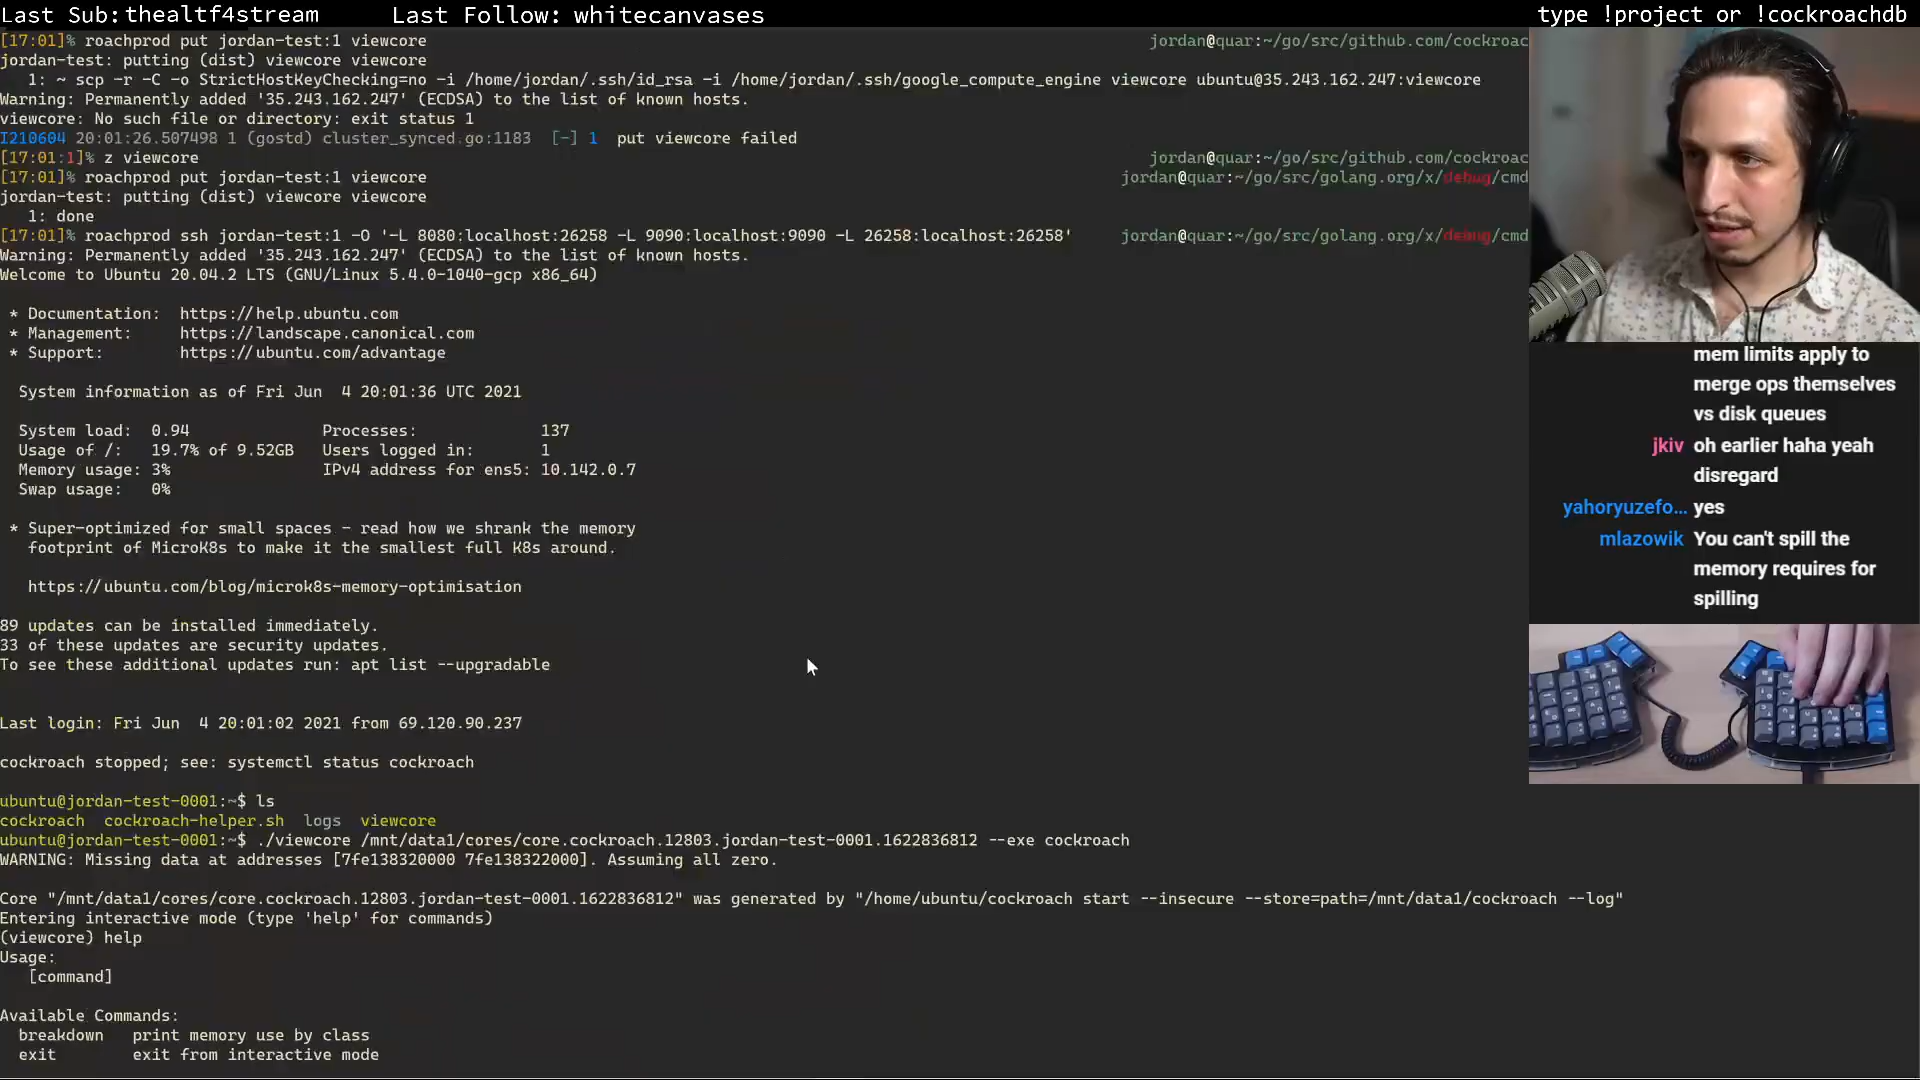 Last Sub:thealtf4stream Last Follow: whitecanvases type !project or !cockroachdb
[17:01]% roachprod put jordan-test:1 viewcore jordan@quar:~/go/src/github.com/cockroac
jordan-test: putting (dist) viewcore viewcore
1: ~ scp -r -C -o StrictHostKeyChecking=no -i /home/jordan/.ssh/id_rsa -i /home/jordan/.ssh/google_compute_engine viewcore ubuntu@35.243.162.247:viewcore
Warning: Permanently added '35.243.162.247' (ECDSA) to the list of known hosts.
viewcore: No such file or directory: exit status 1
I210604 20:01:26.507498 1 (gostd) cluster_synced.go:1183 [-] 1 put viewcore failed
[17:01:1]% z viewcore jordan@quar:~/go/src/github.com/cockroac
[17:01]% roachprod put jordan-test:1 viewcore jordan@quar:~/go/src/golang.org/x/debug/cmd
jordan-test: putting (dist) viewcore viewcore
1: done
[17:01]% roachprod ssh jordan-test:1 -O '-L 8080:localhost:26258 -L 9090:localhost:9090 -L 26258:localhost:26258' jordan@quar:~/go/src/golang.org/x/debug/cmd
Warning: Permanently added '35.243.162.247' (ECDSA) to the list of known hosts.
Welcome to Ubuntu 20.04.2 LTS (GNU/Linux 5.4.0-1040-gcp x86_64)
* Documentation: https://help.ubuntu.com
* Management: https://landscape.canonical.com
* Support: https://ubuntu.com/advantage
System information as of Fri Jun 4 20:01:36 UTC 2021
System load: 0.94 Processes: 137
Usage of /: 19.7% of 9.52GB Users logged in: 1
Memory usage: 3% IPv4 address for ens5: 10.142.0.7
Swap usage: 0%
* Super-optimized for small spaces - read how we shrank the memory
footprint of MicroK8s to make it the smallest full K8s around.
https://ubuntu.com/blog/microk8s-memory-optimisation
89 updates can be installed immediately.
33 of these updates are security updates.
To see these additional updates run: apt list --upgradable
Last login: Fri Jun 4 20:01:02 2021 from 69.120.90.237
cockroach stopped; see: systemctl status cockroach
ubuntu@jordan-test-0001:~$ ls
cockroach cockroach-helper.sh logs viewcore
ubuntu@jordan-test-0001:~$ ./viewcore /mnt/data1/cores/core.cockroach.12803.jordan-test-0001.1622836812 --exe cockroach
WARNING: Missing data at addresses [7fe138320000 7fe138322000]. Assuming all zero.
Core "/mnt/data1/cores/core.cockroach.12803.jordan-test-0001.1622836812" was generated by "/home/ubuntu/cockroach start --insecure --store=path=/mnt/data1/cockroach --log"
Entering interactive mode (type 'help' for commands)
(viewcore) help
Usage:
[command]
Available Commands:
breakdown print memory use by class
exit exit from interactive mode
mem limits apply to
merge ops themselves
vs disk queues
jkiv oh earlier haha yeah
disregard
yahoryuzefo... yes
mlazowik You can't spill the
memory requires for
spilling